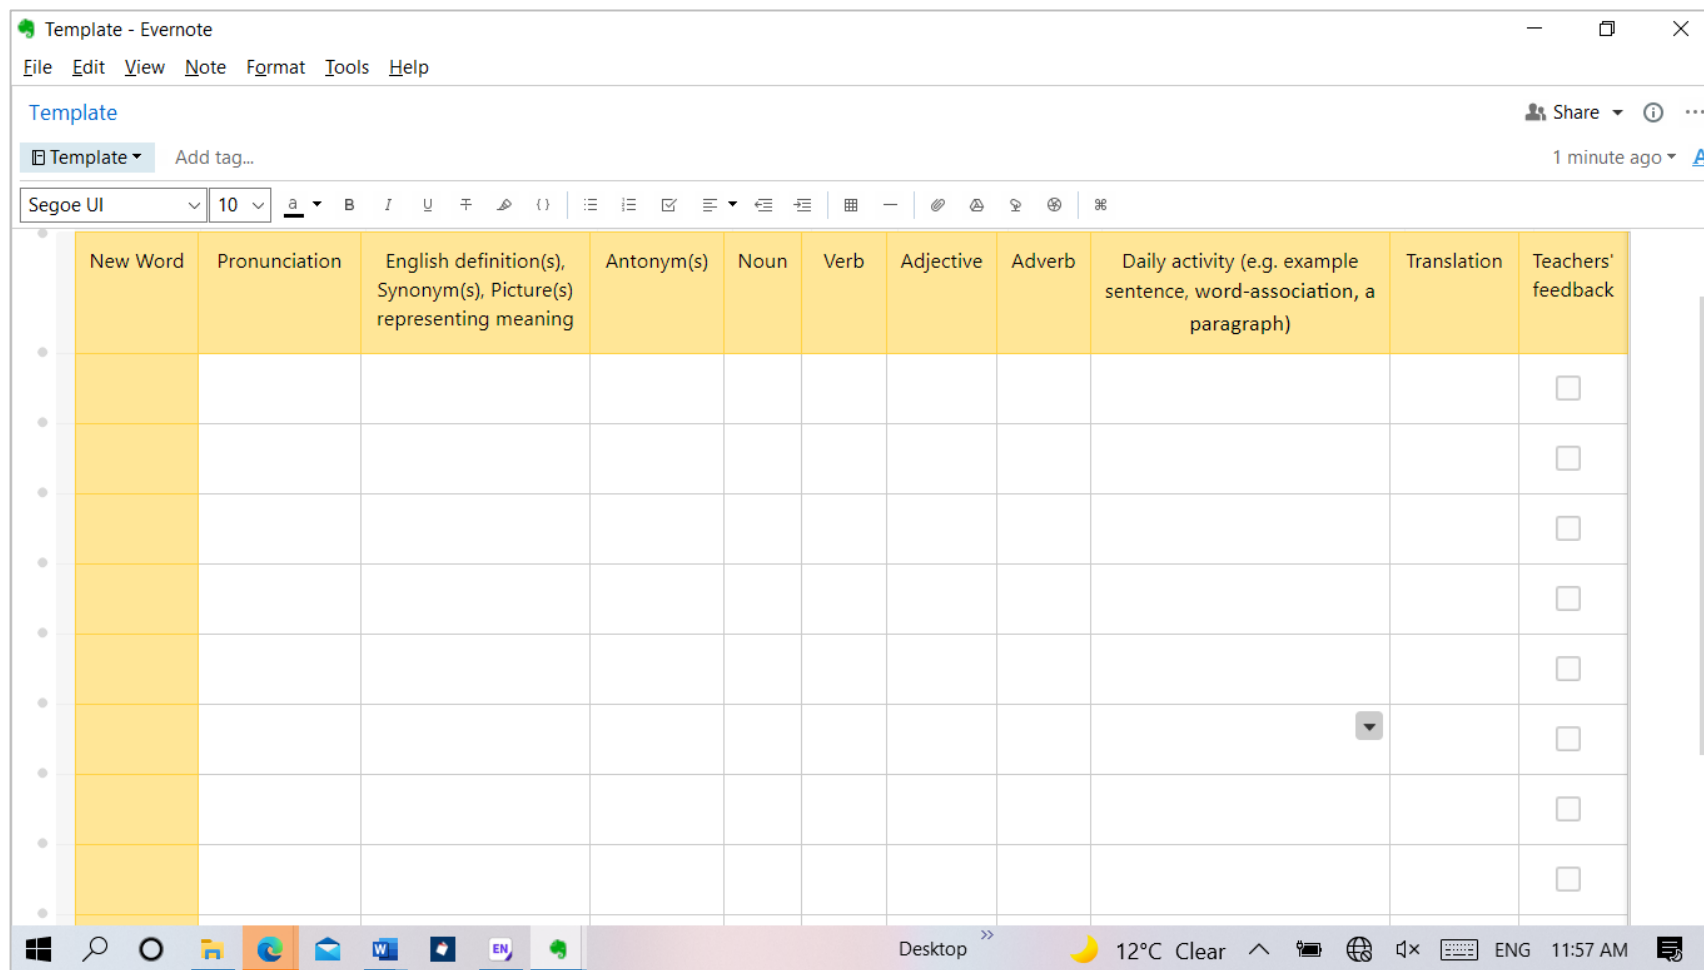 Template - Evernote
File Edit View Note Format Tools Help
Template
Share
Template Add tag...
1 minute ago
Segoe UI 10 a B I U T {}
New Word
Pronunciation
English definition(s),
Synonym(s), Picture(s)
representing meaning
Antonym(s)
Noun
Verb
Adjective
Adverb
Daily activity (e.g. example
sentence, word-association, a
paragraph)
Translation
Teachers'
feedback
EN
Desktop
12°C Clear
ENG
11:57 AM